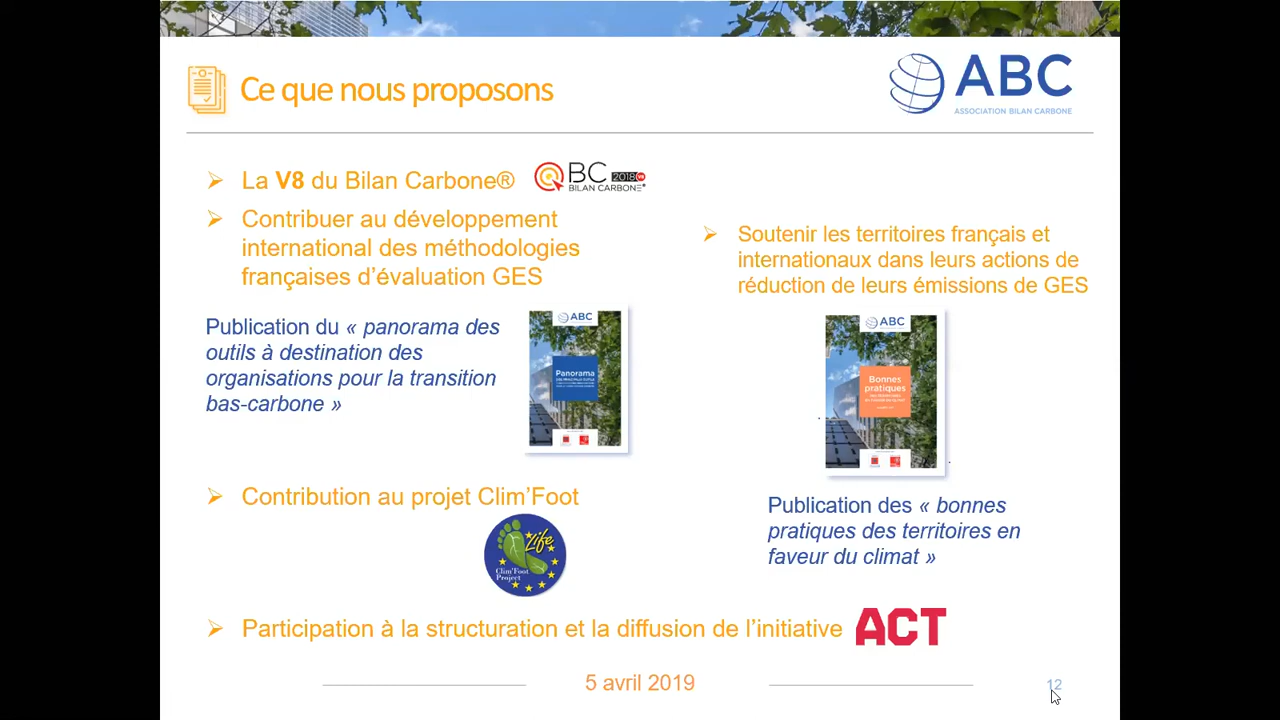 Ce que nous proposons
ABC
ASSOCIATION BILAN CARBONE
La V8 du Bilan Carbone®
BC 2018 V8
BILAN CARBONE
Contribuer au développement
international des méthodologies
françaises d’évaluation GES
Publication du « panorama des
outils à destination des
organisations pour la transition
bas-carbone »
ABC
Panorama
Contribution au projet Clim’Foot
Life
Clim'Foot
Project
Soutenir les territoires français et
internationaux dans leurs actions de
réduction de leurs émissions de GES
ABC
Bonnes
pratiques
Publication des « bonnes
pratiques des territoires en
faveur du climat »
Participation à la structuration et la diffusion de l’initiative ACT
5 avril 2019
12